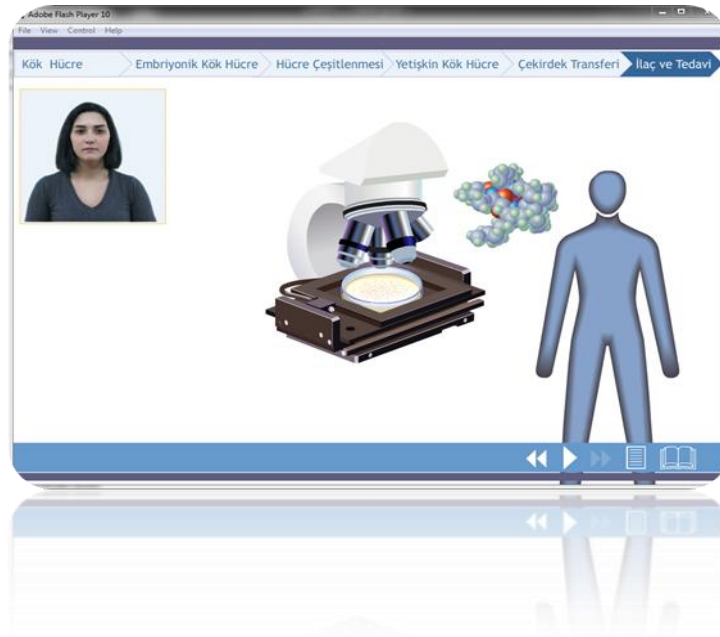 Adobe Flash Player 10
File View Control Help
Kök Hücre Embriyonik Kök Hücre Hücre Çeşitlenmesi Yetişkin Kök Hücre Çekirdek Transferi İlaç ve Tedavi